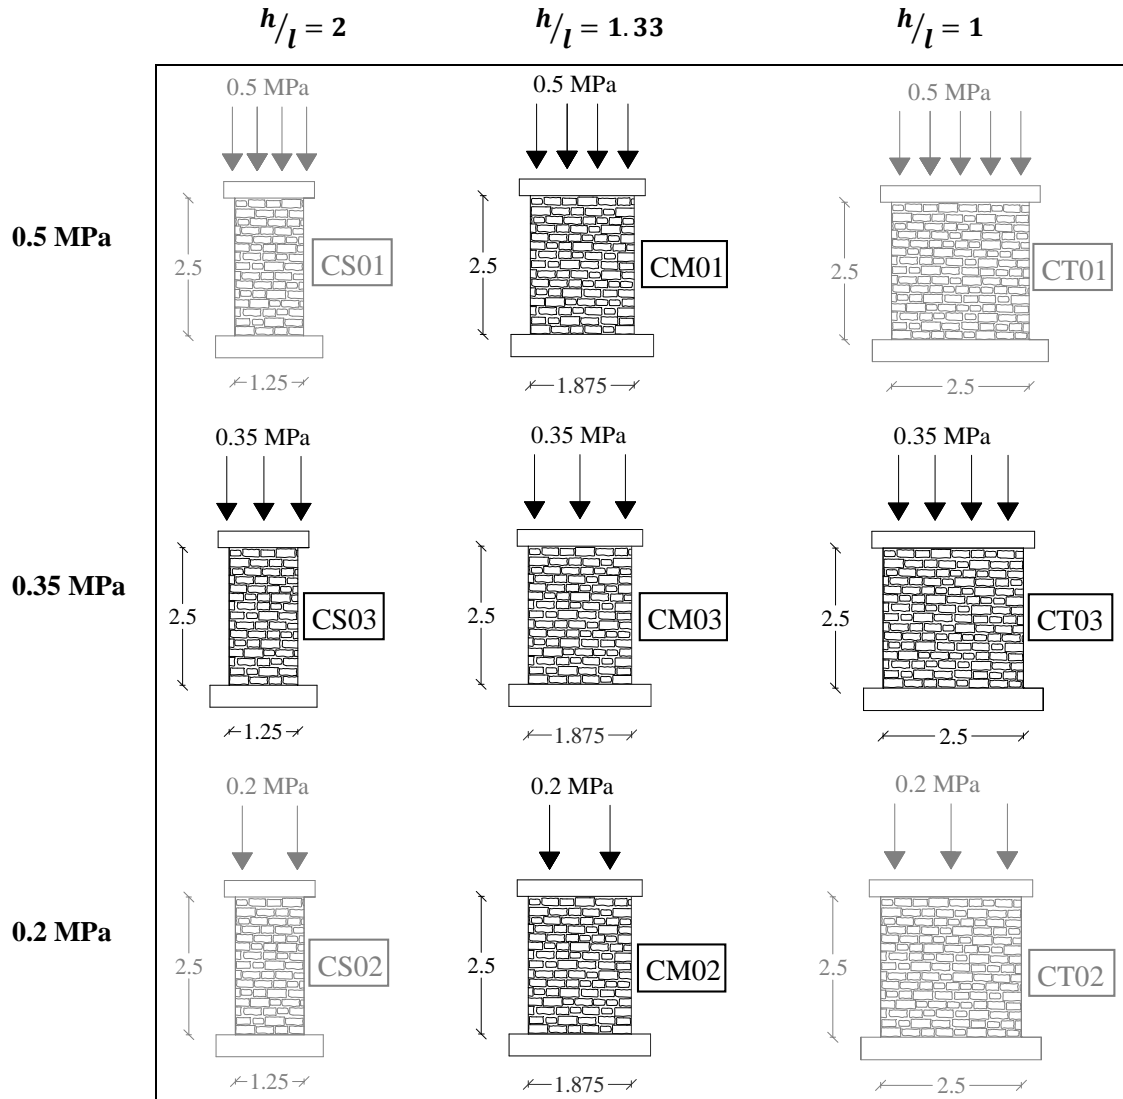 h/l = 2 h/l = 1.33 h/l = 1
0.5 MPa 0.5 MPa 0.5 MPa
0.5 MPa
2.5 CS01 2.5 CM01 2.5 CT01
1.25 1.875 2.5
0.35 MPa 0.35 MPa 0.35 MPa
0.35 MPa
2.5 CS03 2.5 CM03 2.5 CT03
1.25 1.875 2.5
0.2 MPa 0.2 MPa 0.2 MPa
0.2 MPa
2.5 CS02 2.5 CM02 2.5 CT02
1.25 1.875 2.5